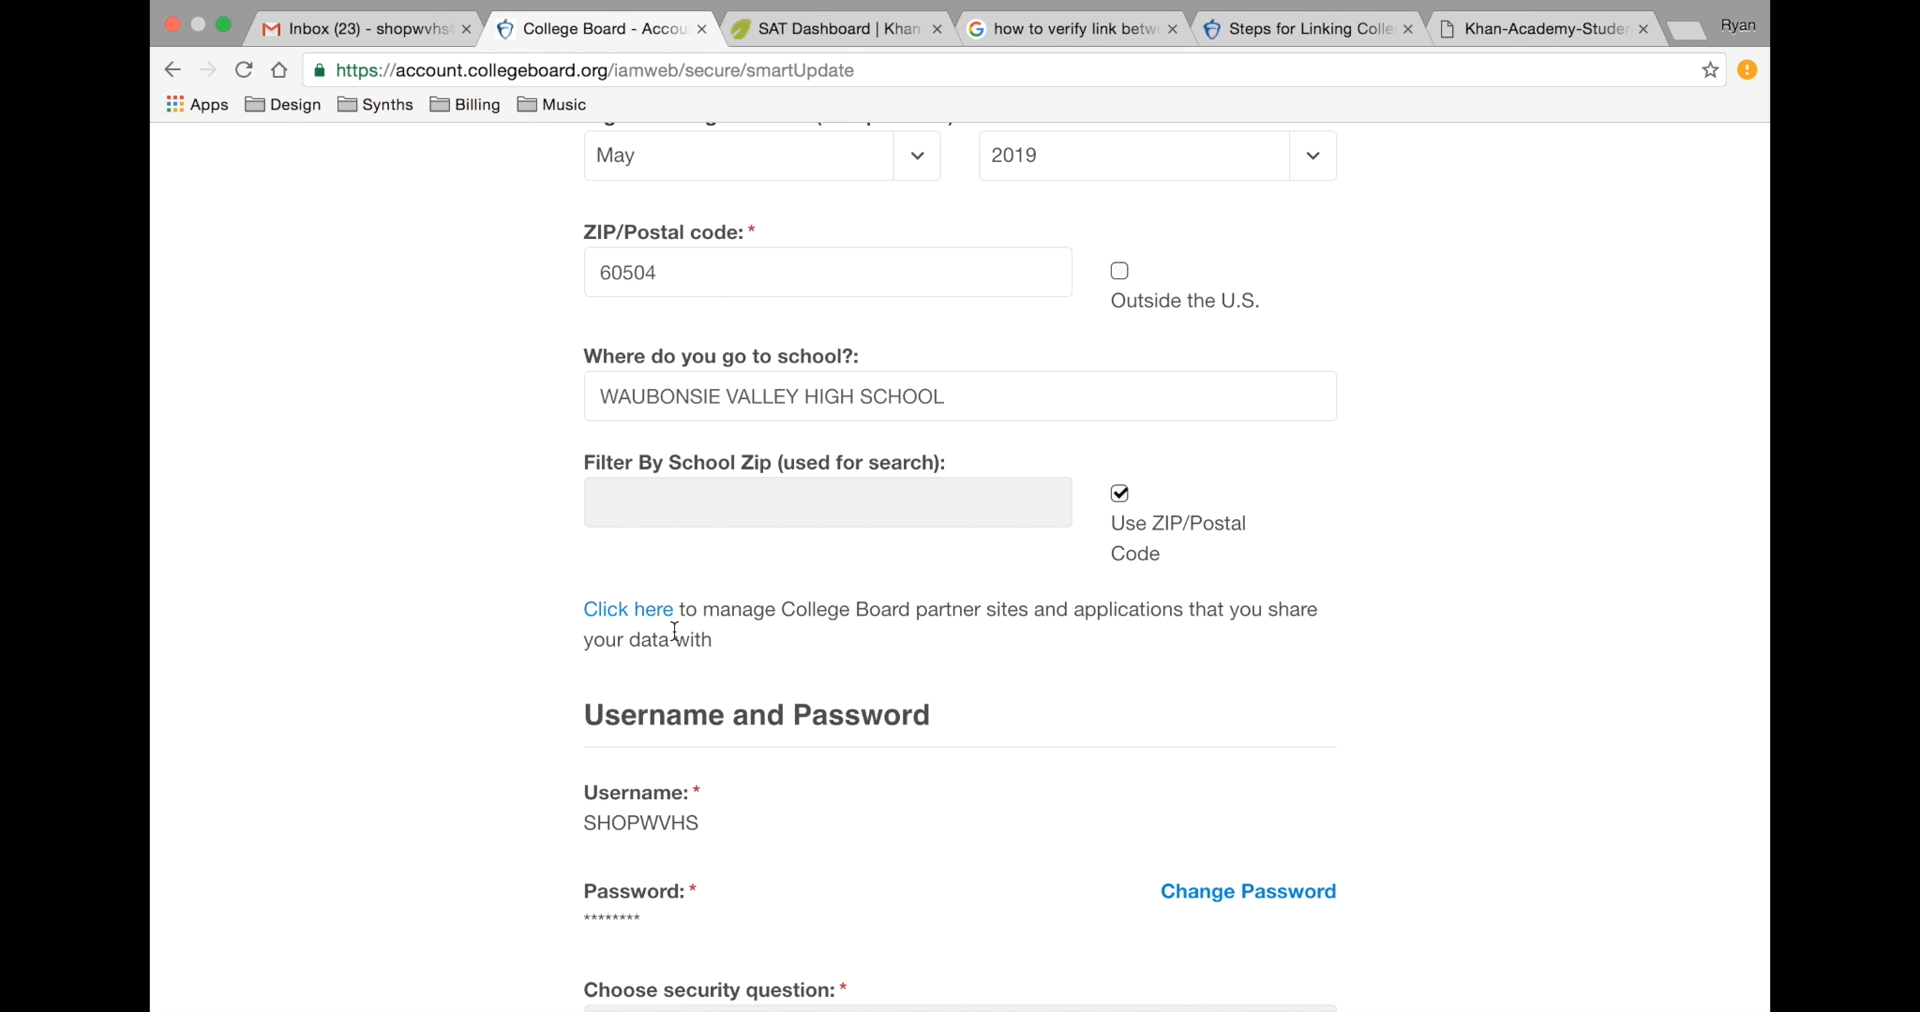 Inbox (23) - shopwvhs
College Board - Accou
SAT Dashboard | Khan
how to verify link betw
Steps for Linking Colle
Khan-Academy-Studen
Ryan
https://account.collegeboard.org/iamweb/secure/smartUpdate
Apps Design Synths Billing Music
May 2019
ZIP/Postal code: *
60504
Outside the U.S.
Where do you go to school?:
WAUBONSIE VALLEY HIGH SCHOOL
Filter By School Zip (used for search):
Use ZIP/Postal
Code
Click here to manage College Board partner sites and applications that you share
your data with
Username and Password
Username: *
SHOPWVHS
Password: * Change Password
********
Choose security question: *